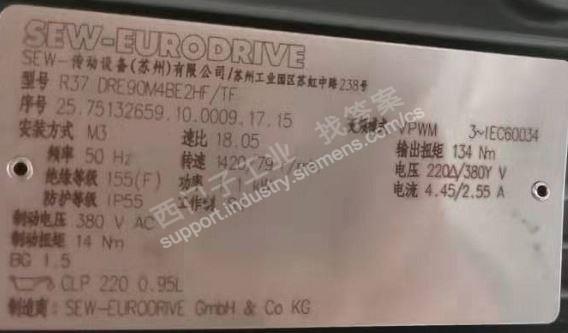 SEW-EURODRIVE
SEW-传动设备(苏州)有限公司/苏州工业园区苏虹中路238号
型号 R37 DRE90M4BE2HF/TF
序号 25.75132659.10.0009.17.15
安装方式 M3 速比 18.05 VPWM 3~IEC60034
频率 50 Hz 转速 1420/79 输出扭矩 134 Nm
绝缘等级 155(F) 功率 电压 220Δ/380Y V
防护等级 IP55 工作制 电流 4.45/2.55 A
制动电压 380 V AC
制动扭矩 14 Nm
BG 1.5
CLP 220 0.95L
制造商: SEW-EURODRIVE GmbH & Co KG
西门子工业 找答案
support.industry.siemens.com/cs